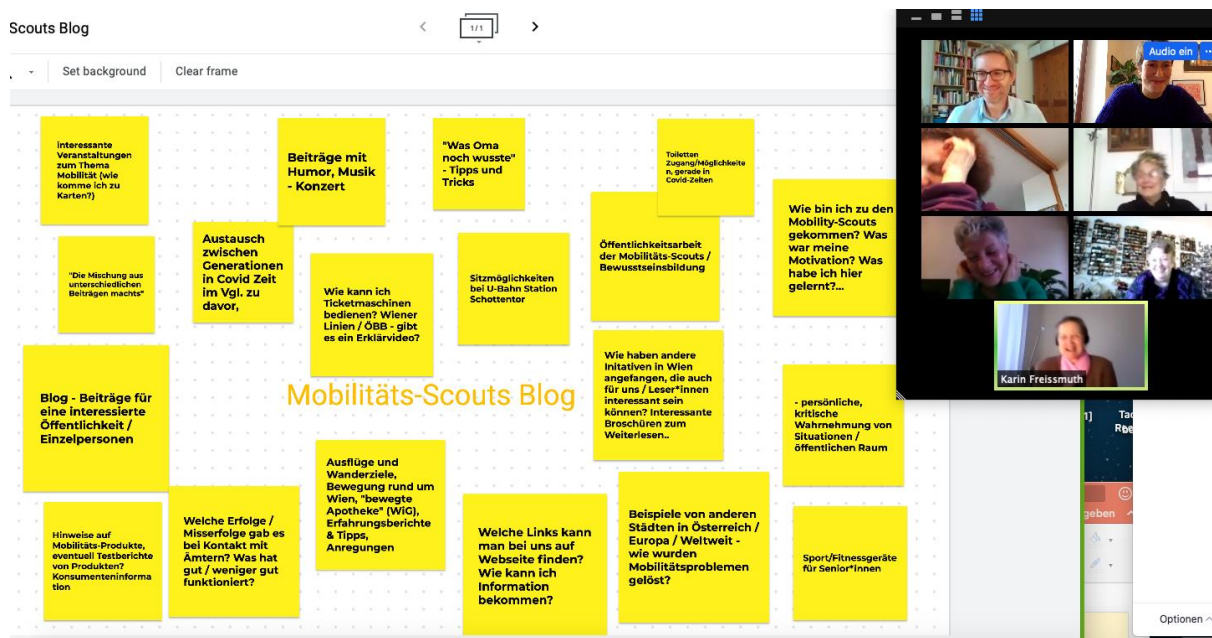 Scouts Blog
1/1
Set background
Clear frame
interessante
Veranstaltungen
zum Thema
Mobilität (wie
komme ich zu
Karten?)
Beiträge mit
Humor, Musik
- Konzert
"Was Oma
noch wusste"
- Tipps und
Tricks
Toiletten
Zugang/Möglichkeite
n, gerade in
Covid-Zeiten
"Die Mischung aus
unterschiedlichen
Beiträgen machts"
Austausch
zwischen
Generationen
in Covid Zeit
im Vgl. zu
davor,
Wie kann ich
Ticketmaschinen
bedienen? Wiener
Linien / ÖBB - gibt
es ein Erklärvideo?
Sitzmöglichkeiten
bei U-Bahn Station
Schottentor
Öffentlichkeitsarbeit
der Mobilitäts-Scouts /
Bewusstseinsbildung
Wie bin ich zu den
Mobility-Scouts
gekommen? Was
war meine
Motivation? Was
habe ich hier
gelernt?...
Blog - Beiträge für
eine interessierte
Öffentlichkeit /
Einzelpersonen
Mobilitäts-Scouts Blog
Wie haben andere
Initativen in Wien
angefangen, die auch
für uns / Leser*innen
interessant sein
können? Interessante
Broschüren zum
Weiterlesen..
- persönliche,
kritische
Wahrnehmung von
Situationen /
öffentlichen Raum
Hinweise auf
Mobilitäts-Produkte,
eventuell Testberichte
von Produkten?
Konsumenteninforma
tion
Welche Erfolge /
Misserfolge gab es
bei Kontakt mit
Ämtern? Was hat
gut / weniger gut
funktioniert?
Ausflüge und
Wanderziele,
Bewegung rund um
Wien, "bewegte
Apotheke" (WiG),
Erfahrungsberichte
& Tipps,
Anregungen
Welche Links kann
man bei uns auf
Webseite finden?
Wie kann ich
Information
bekommen?
Beispiele von anderen
Städten in Österreich /
Europa / Weltweit -
wie wurden
Mobilitätsproblemen
gelöst?
Sport/Fitnessgeräte
für Senior*innen
Audio ein
Karin Freissmuth
1]
geben
Optionen